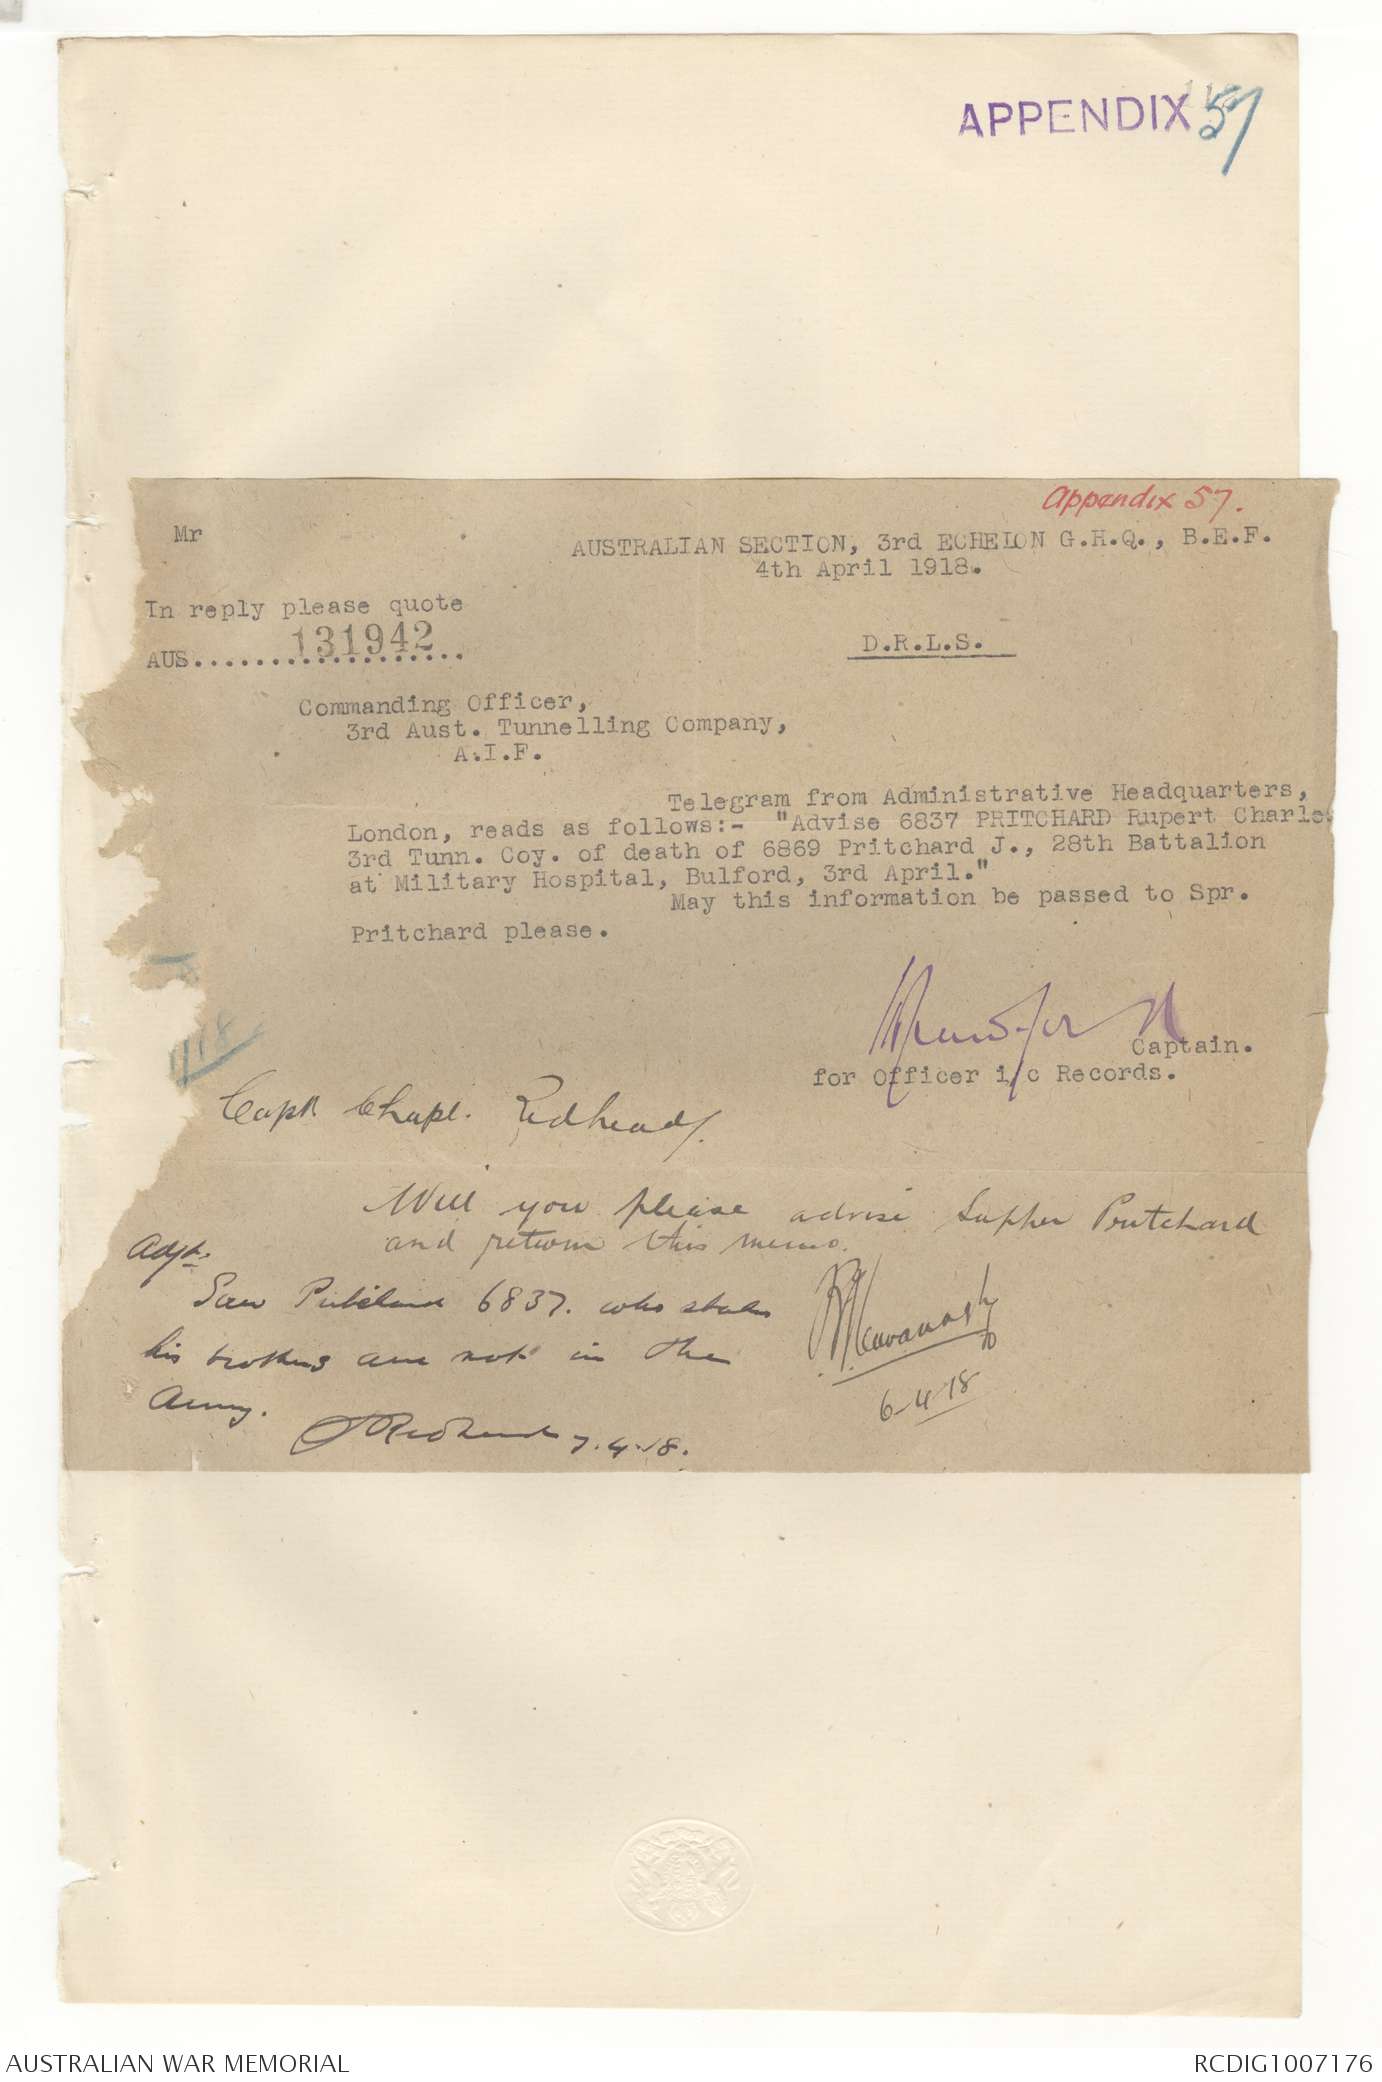 APPENDIX 57
Appendix 57.
Mr
AUSTRALIAN SECTION, 3rd ECHELON G.H.Q., B.E.F.
4th April 1918.
In reply please quote
AUS...131942...
D.R.L.S.
Commanding Officer,
3rd Aust. Tunnelling Company,
A.I.F.
Telegram from Administrative Headquarters,
London, reads as follows:- "Advise 6837 PRITCHARD Rupert Charles
3rd Tunn. Coy. of death of 6869 Pritchard J., 28th Battalion
at Military Hospital, Bulford, 3rd April."
May this information be passed to Spr.
Pritchard please.
Captain.
for Officer i/c Records.
Capt Chapl. Redhead.
Will you please advise Sapper Pritchard
and return this memo.
Adjt.
Saw Pritchard 6837. who states
his brothers are not in the
Army.
Redhead 7.4.18.
Kavanagh
6-4-18
AUSTRALIAN WAR MEMORIAL
RCDIG1007176